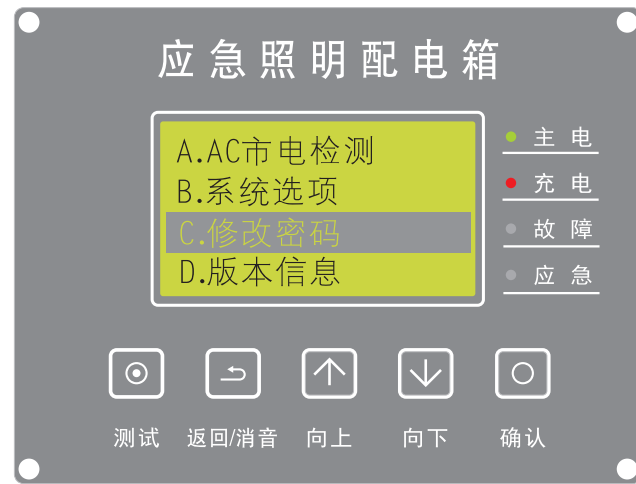 应急照明配电箱
A.AC市电检测
B.系统选项
C.修改密码
D.版本信息
主电
充电
故障
应急
测试 返回/消音 向上 向下 确认